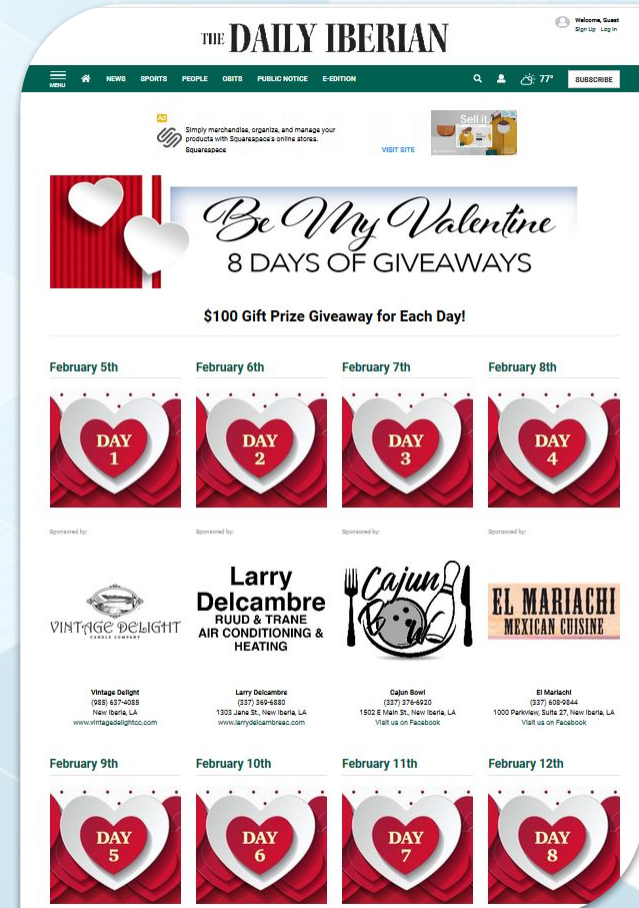 THE DAILY IBERIAN
Welcome, Guest
Sign Up Log In
MENU
NEWS SPORTS PEOPLE OBITS PUBLIC NOTICE E-EDITION 77° SUBSCRIBE
Ad
Simply merchandise, organize, and manage your
products with Squarespace's online stores.
Squarespace
VISIT SITE
Sell it.
Be My Valentine
8 DAYS OF GIVEAWAYS
$100 Gift Prize Giveaway for Each Day!
February 5th February 6th February 7th February 8th
DAY DAY DAY DAY
1 2 3 4
Sponsored by: Sponsored by: Sponsored by: Sponsored by:
VINTAGE DELIGHT
CANDLE COMPANY
Larry
Delcambre
RUUD & TRANE
AIR CONDITIONING &
HEATING
Cajun
Bowl
EL MARIACHI
MEXICAN CUISINE
Vintage Delight
(985) 637-4085
New Iberia, LA
www.vintagedelightcc.com
Larry Delcambre
(337) 369-6880
1303 Jane St., New Iberia, LA
www.larrydelcambreac.com
Cajun Bowl
(337) 376-6920
1502 E Main St., New Iberia, LA
Visit us on Facebook
El Mariachi
(337) 608-9844
1000 Parkview, Suite 27, New Iberia, LA
Visit us on Facebook
February 9th February 10th February 11th February 12th
DAY DAY DAY DAY
5 6 7 8